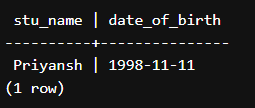 stu_name | date_of_birth
----------+---------------
Priyansh | 1998-11-11
(1 row)